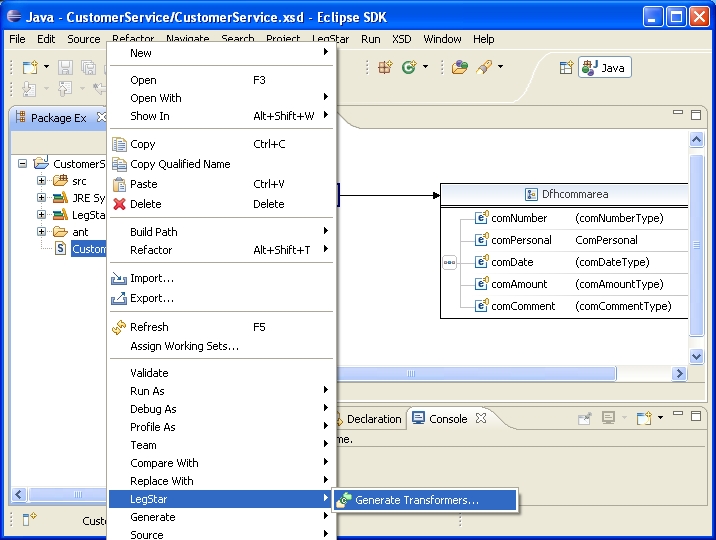 Java - CustomerService/CustomerService.xsd - Eclipse SDK
File Edit Source Refactor Navigate Search Project LegStar Run XSD Window Help
Java
Package Ex
CustomerS
src
JRE Sy
LegSta
ant
Custom
New
Open F3
Open With
Show In Alt+Shift+W
Copy Ctrl+C
Copy Qualified Name
Paste Ctrl+V
Delete Delete
Build Path
Refactor Alt+Shift+T
Import...
Export...
Refresh F5
Assign Working Sets...
Validate
Run As
Debug As
Profile As
Team
Compare With
Replace With
LegStar
Generate
Source
Generate Transformers...
Dfhcommarea
comNumber (comNumberType)
comPersonal ComPersonal
comDate (comDateType)
comAmount (comAmountType)
comComment (comCommentType)
Declaration Console
me.
Custo